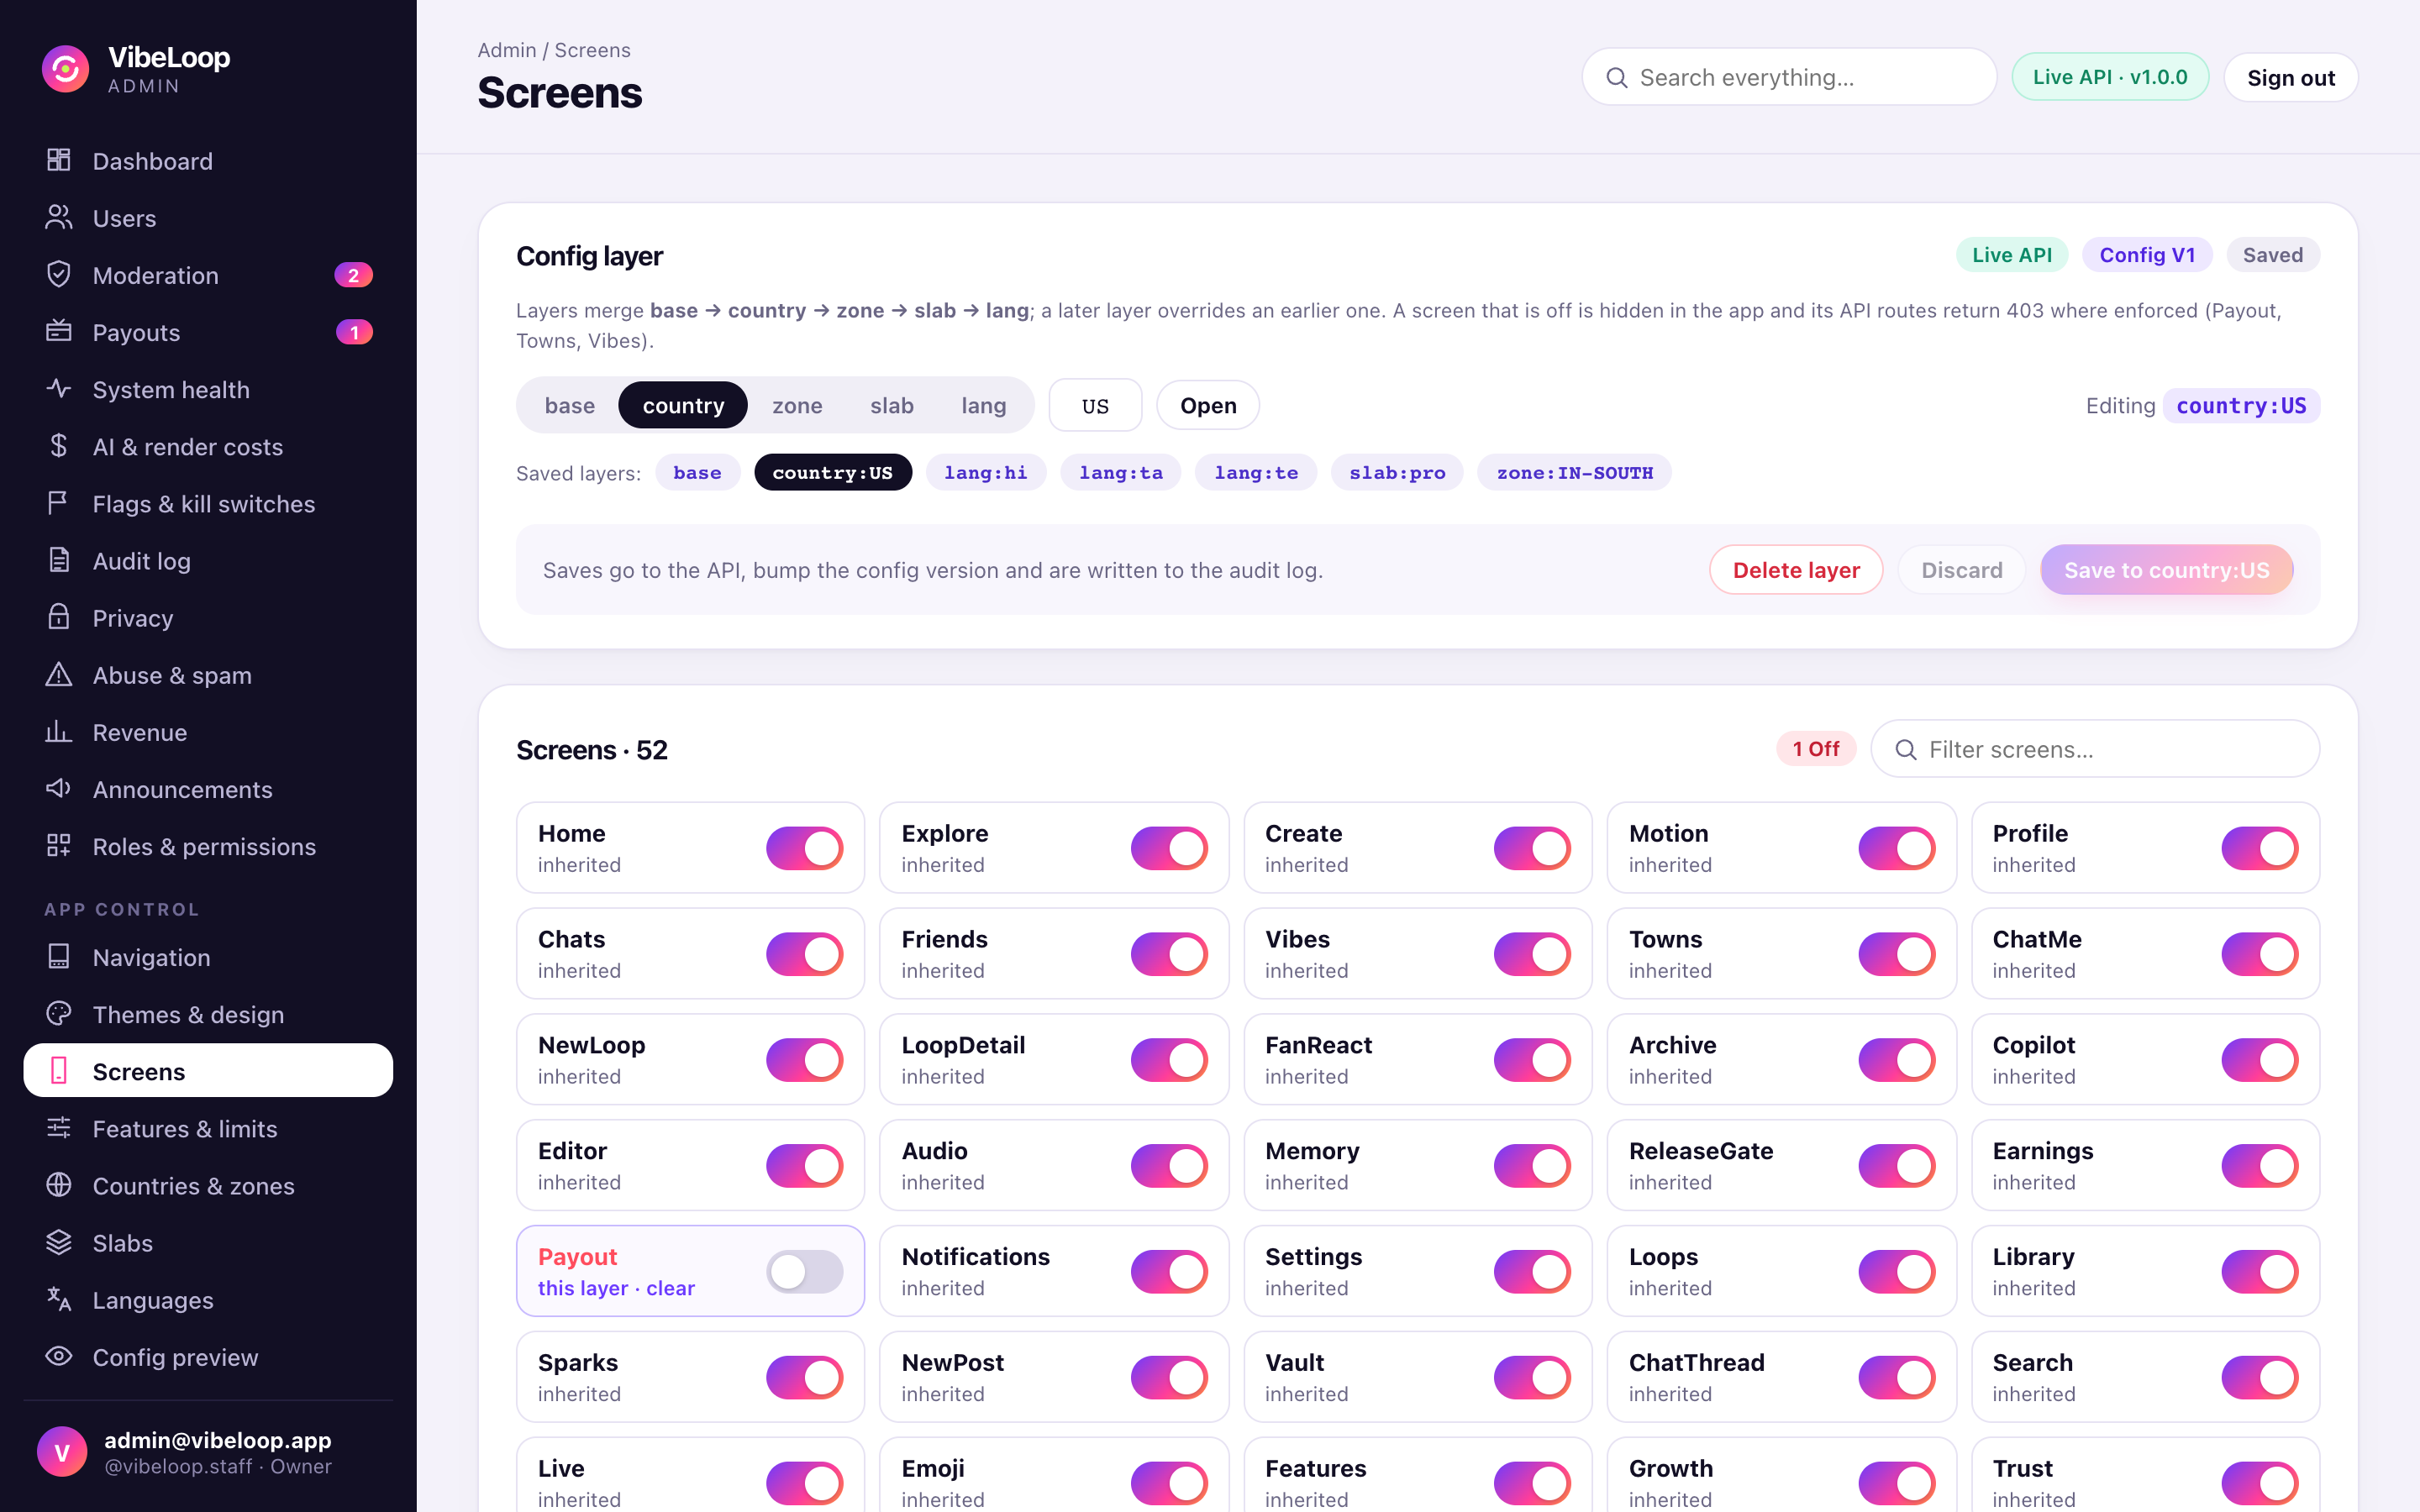 VibeLoop
ADMIN
Dashboard
Users
Moderation 2
Payouts 1
System health
AI & render costs
Flags & kill switches
Audit log
Privacy
Abuse & spam
Revenue
Announcements
Roles & permissions
APP CONTROL
Navigation
Themes & design
Screens
Features & limits
Countries & zones
Slabs
Languages
Config preview
V
admin@vibeloop.app
@vibeloop.staff · Owner
Admin / Screens
Screens
Search everything...
Live API · v1.0.0
Sign out
Config layer
Live API
Config V1
Saved
Layers merge base → country → zone → slab → lang; a later layer overrides an earlier one. A screen that is off is hidden in the app and its API routes return 403 where enforced (Payout,
Towns, Vibes).
base country zone slab lang US Open
Editing country:US
Saved layers: base country:US lang:hi lang:ta lang:te slab:pro zone:IN-SOUTH
Saves go to the API, bump the config version and are written to the audit log.
Delete layer
Discard
Save to country:US
Screens · 52
1 Off
Filter screens...
Home Explore Create Motion Profile
inherited inherited inherited inherited inherited
Chats Friends Vibes Towns ChatMe
inherited inherited inherited inherited inherited
NewLoop LoopDetail FanReact Archive Copilot
inherited inherited inherited inherited inherited
Editor Audio Memory ReleaseGate Earnings
inherited inherited inherited inherited inherited
Payout Notifications Settings Loops Library
this layer · clear inherited inherited inherited inherited
Sparks NewPost Vault ChatThread Search
inherited inherited inherited inherited inherited
Live Emoji Features Growth Trust
inherited inherited inherited inherited inherited